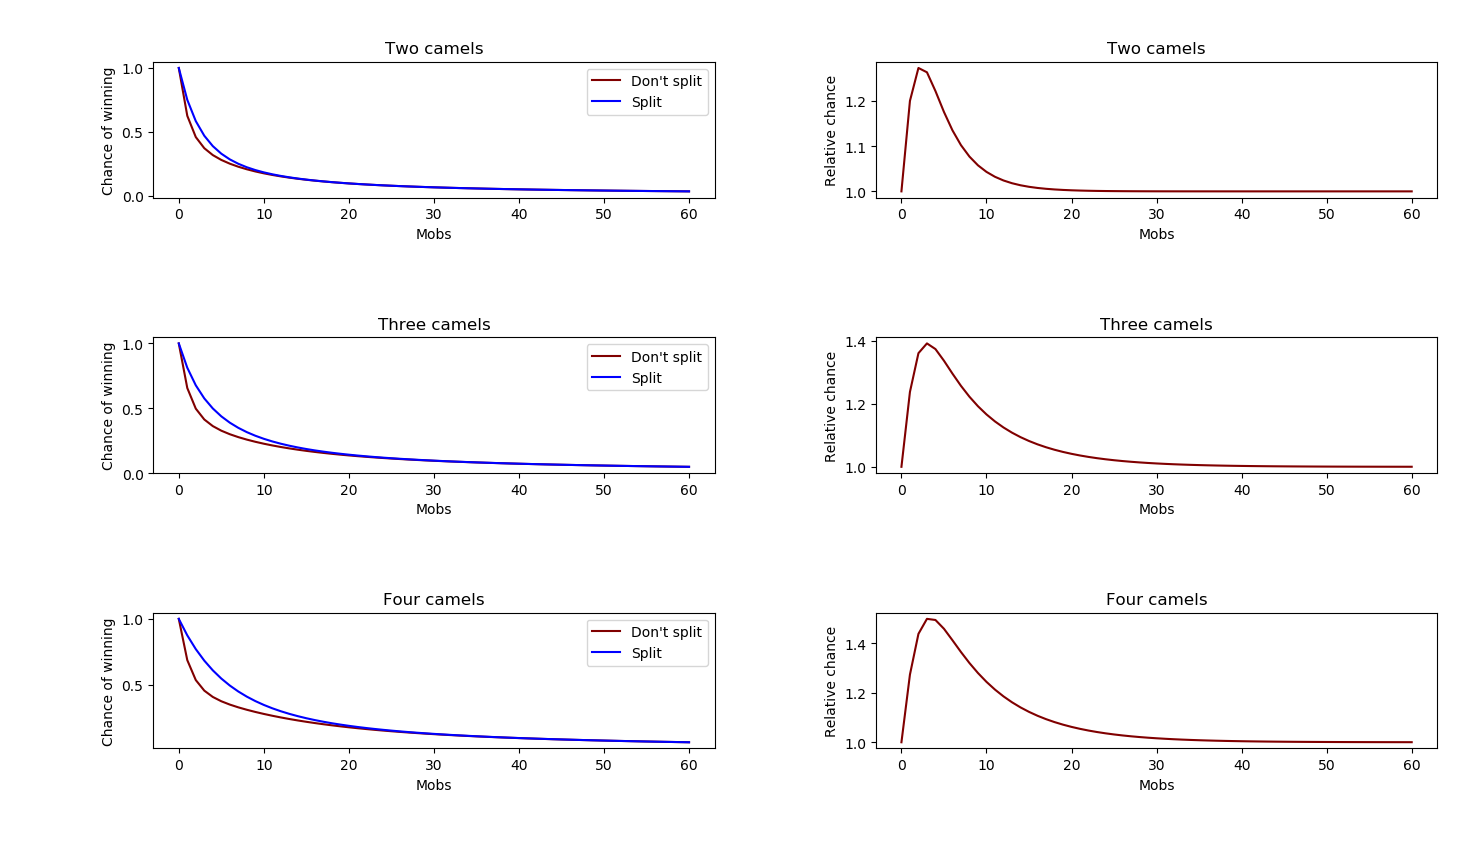 Two camels
Chance of winning
1.0
0.5
0.0
Don't split
Split
0 10 20 30 40 50 60
Mobs
Two camels
Relative chance
1.2
1.1
1.0
0 10 20 30 40 50 60
Mobs
Three camels
Chance of winning
1.0
0.5
0.0
Don't split
Split
0 10 20 30 40 50 60
Mobs
Three camels
Relative chance
1.4
1.2
1.0
0 10 20 30 40 50 60
Mobs
Four camels
Chance of winning
1.0
0.5
Don't split
Split
0 10 20 30 40 50 60
Mobs
Four camels
Relative chance
1.4
1.2
1.0
0 10 20 30 40 50 60
Mobs